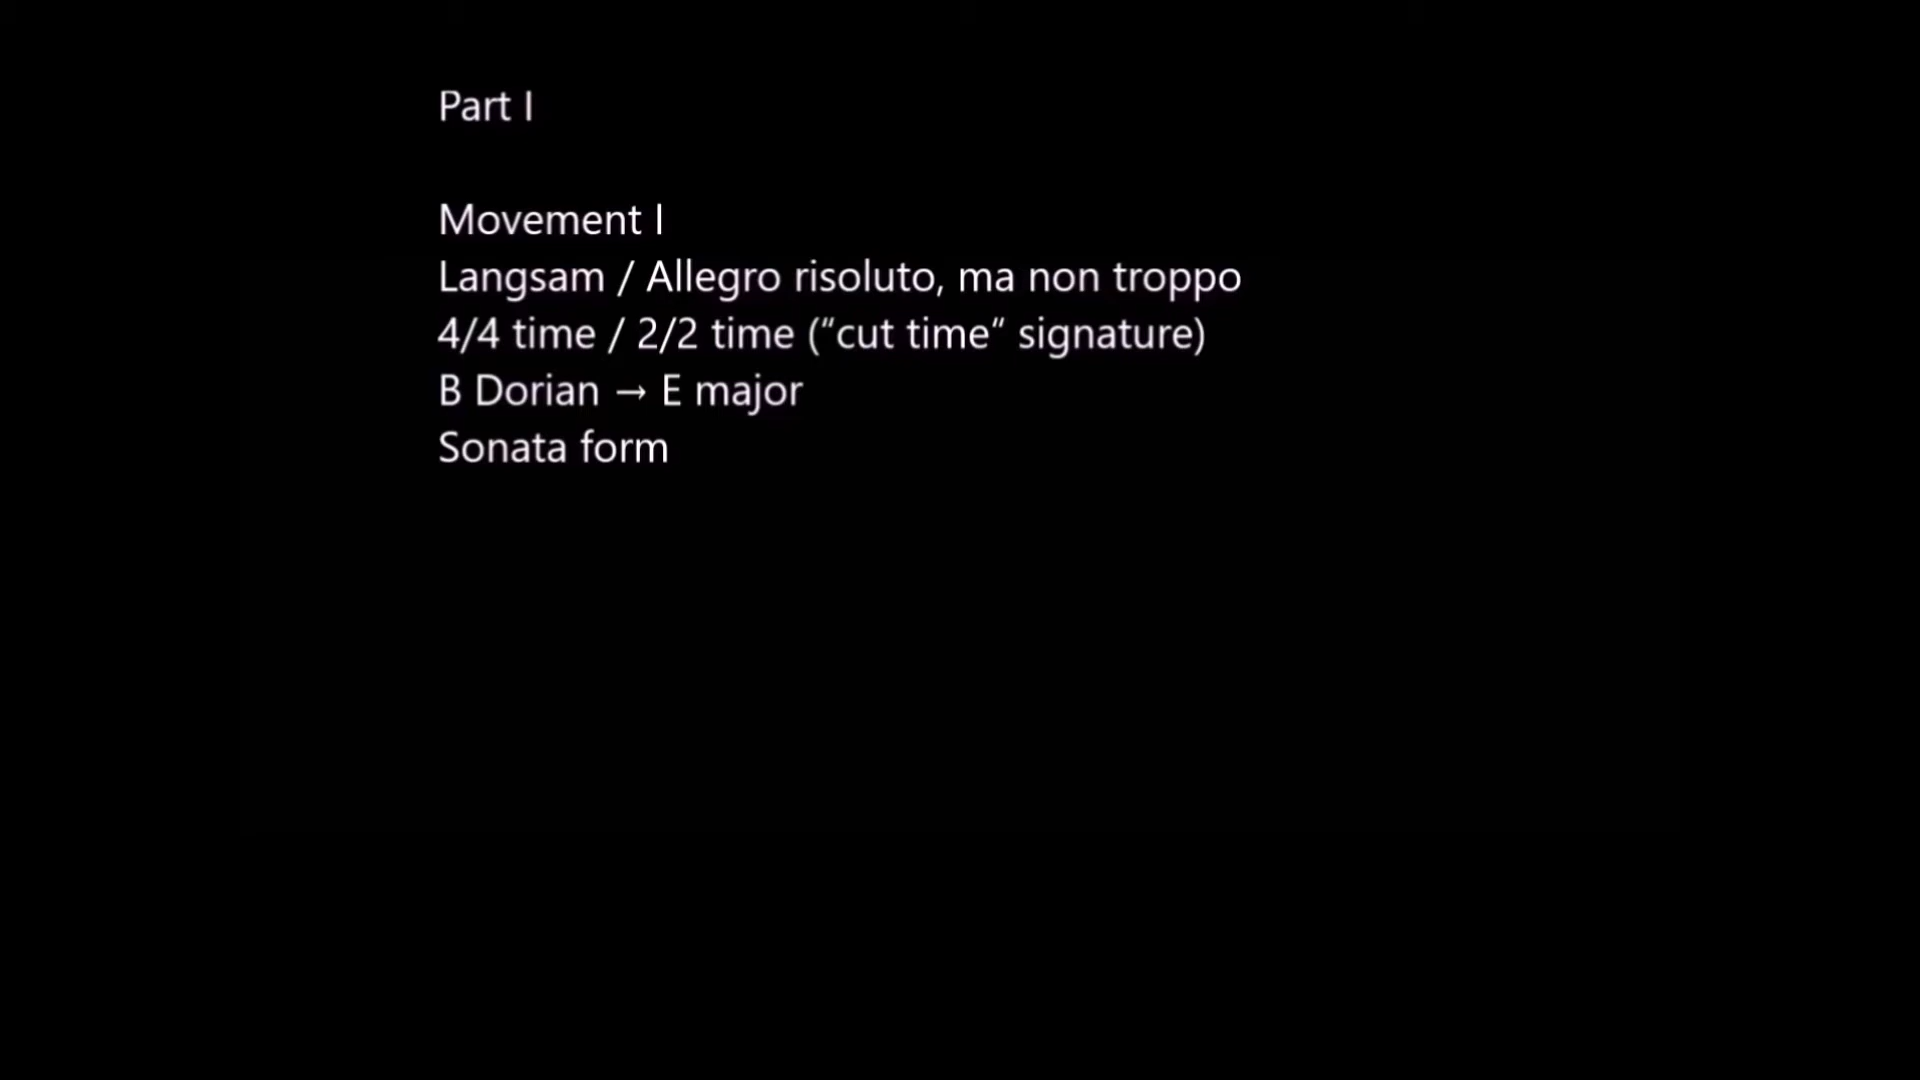 Part I
Movement I
Langsam / Allegro risoluto, ma non troppo
4/4 time / 2/2 time (“cut time“ signature)
B Dorian → E major
Sonata form